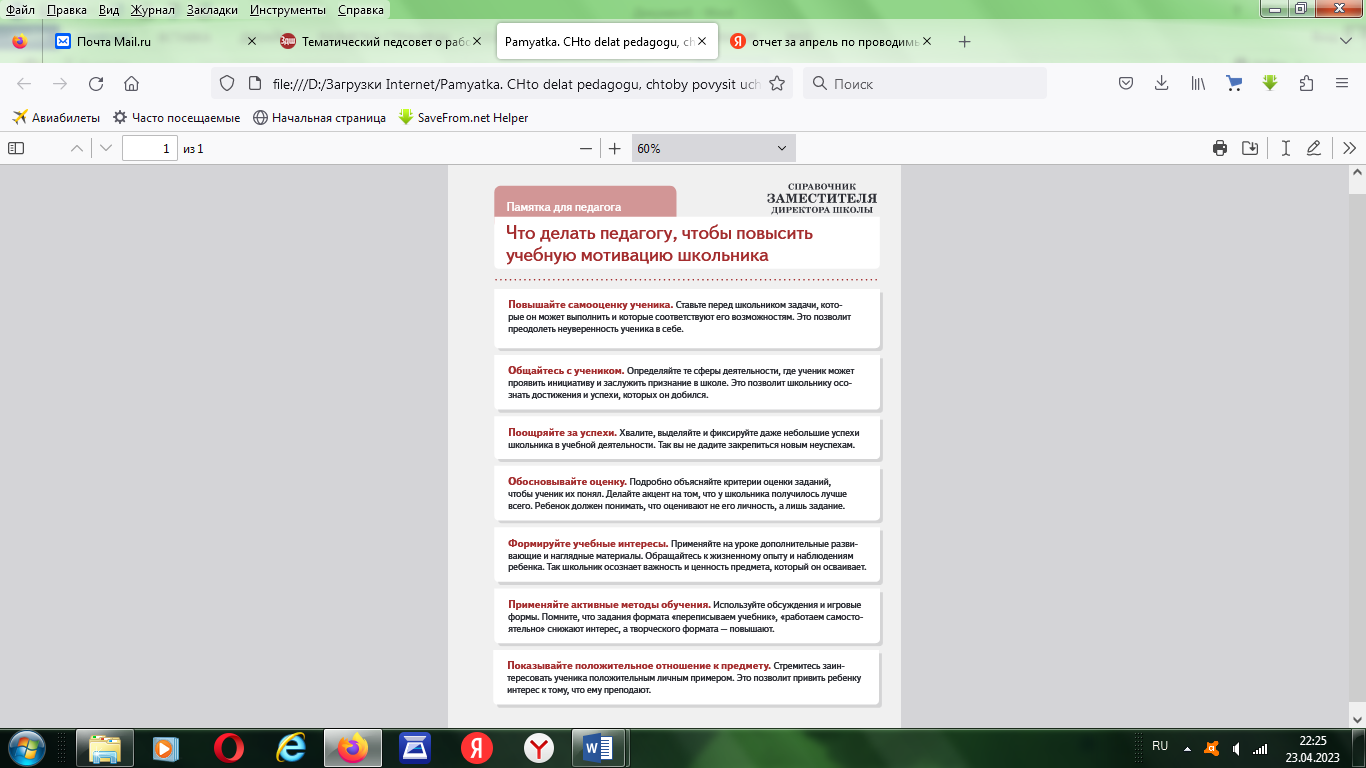 Файл Правка Вид Журнал Закладки Инструменты Справка
Почта Mail.ru
Тематический педсовет о рабо
Pamyatka. CHto delat pedagogu, ch
отчет за апрель по проводимы
file:///D:/Загрузки Internet/Pamyatka. CHto delat pedagogu, chtoby povysit uch
Поиск
Авиабилеты Часто посещаемые Начальная страница SaveFrom.net Helper
1 из 1
60%
СПРАВОЧНИК
ЗАМЕСТИТЕЛЯ
ДИРЕКТОРА ШКОЛЫ
Памятка для педагога
Что делать педагогу, чтобы повысить
учебную мотивацию школьника
Повышайте самооценку ученика. Ставьте перед школьником задачи, кото-
рые он может выполнить и которые соответствуют его возможностям. Это позволит
преодолеть неуверенность ученика в себе.
Общайтесь с учеником. Определяйте те сферы деятельности, где ученик может
проявить инициативу и заслужить признание в школе. Это позволит школьнику осо-
знать достижения и успехи, которых он добился.
Поощряйте за успехи. Хвалите, выделяйте и фиксируйте даже небольшие успехи
школьника в учебной деятельности. Так вы не дадите закрепиться новым неуспехам.
Обосновывайте оценку. Подробно объясняйте критерии оценки заданий,
чтобы ученик их понял. Делайте акцент на том, что у школьника получилось лучше
всего. Ребенок должен понимать, что оценивают не его личность, а лишь задание.
Формируйте учебные интересы. Применяйте на уроке дополнительные разви-
вающие и наглядные материалы. Обращайтесь к жизненному опыту и наблюдениям
ребенка. Так школьник осознает важность и ценность предмета, который он осваивает.
Применяйте активные методы обучения. Используйте обсуждения и игровые
формы. Помните, что задания формата «переписываем учебник», «работаем самосто-
ятельно» снижают интерес, а творческого формата — повышают.
Показывайте положительное отношение к предмету. Стремитесь заин-
тересовать ученика положительным личным примером. Это позволит привить ребенку
интерес к тому, что ему преподают.
RU
22:25
23.04.2023